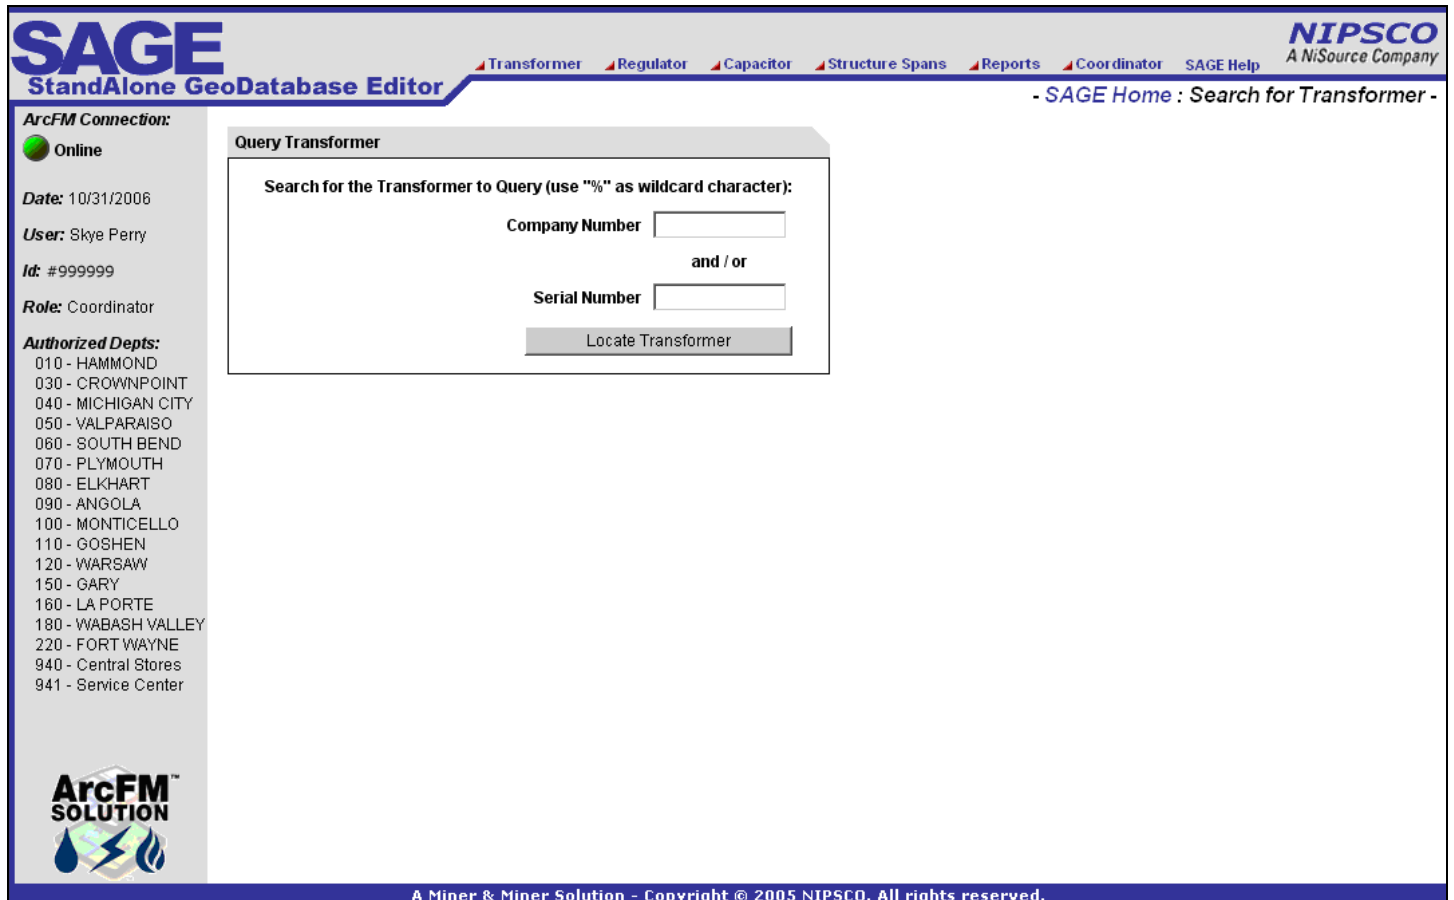 SAGE
StandAlone GeoDatabase Editor
Transformer Regulator Capacitor Structure Spans Reports Coordinator SAGE Help
NIPSCO
A NiSource Company
- SAGE Home : Search for Transformer -
ArcFM Connection:
Online
Date: 10/31/2006
User: Skye Perry
Id: #999999
Role: Coordinator
Authorized Depts:
010 - HAMMOND
030 - CROWNPOINT
040 - MICHIGAN CITY
050 - VALPARAISO
060 - SOUTH BEND
070 - PLYMOUTH
080 - ELKHART
090 - ANGOLA
100 - MONTICELLO
110 - GOSHEN
120 - WARSAW
150 - GARY
160 - LA PORTE
180 - WABASH VALLEY
220 - FORT WAYNE
940 - Central Stores
941 - Service Center
ArcFM™
SOLUTION
Query Transformer
Search for the Transformer to Query (use "%" as wildcard character):
Company Number
and / or
Serial Number
Locate Transformer
A Miner & Miner Solution - Copyright © 2005 NIPSCO. All rights reserved.